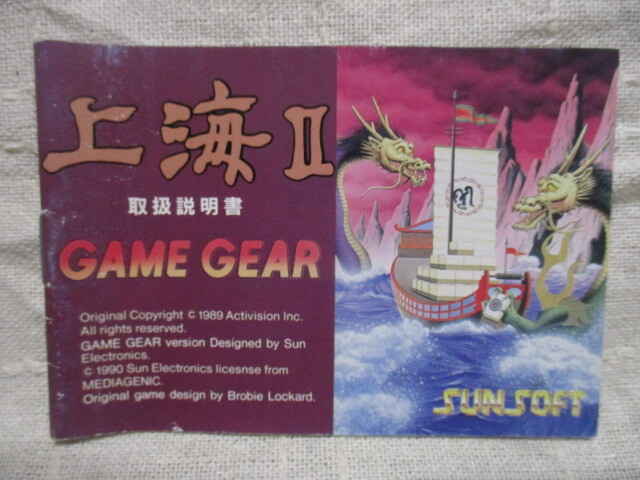 上海II
取扱説明書
GAME GEAR
Original Copyright © 1989 Activision Inc.
All rights reserved.
GAME GEAR version Designed by Sun
Electronics.
© 1990 Sun Electronics licesnse from
MEDIAGENIC.
Original game design by Brobie Lockard.
SUNSOFT